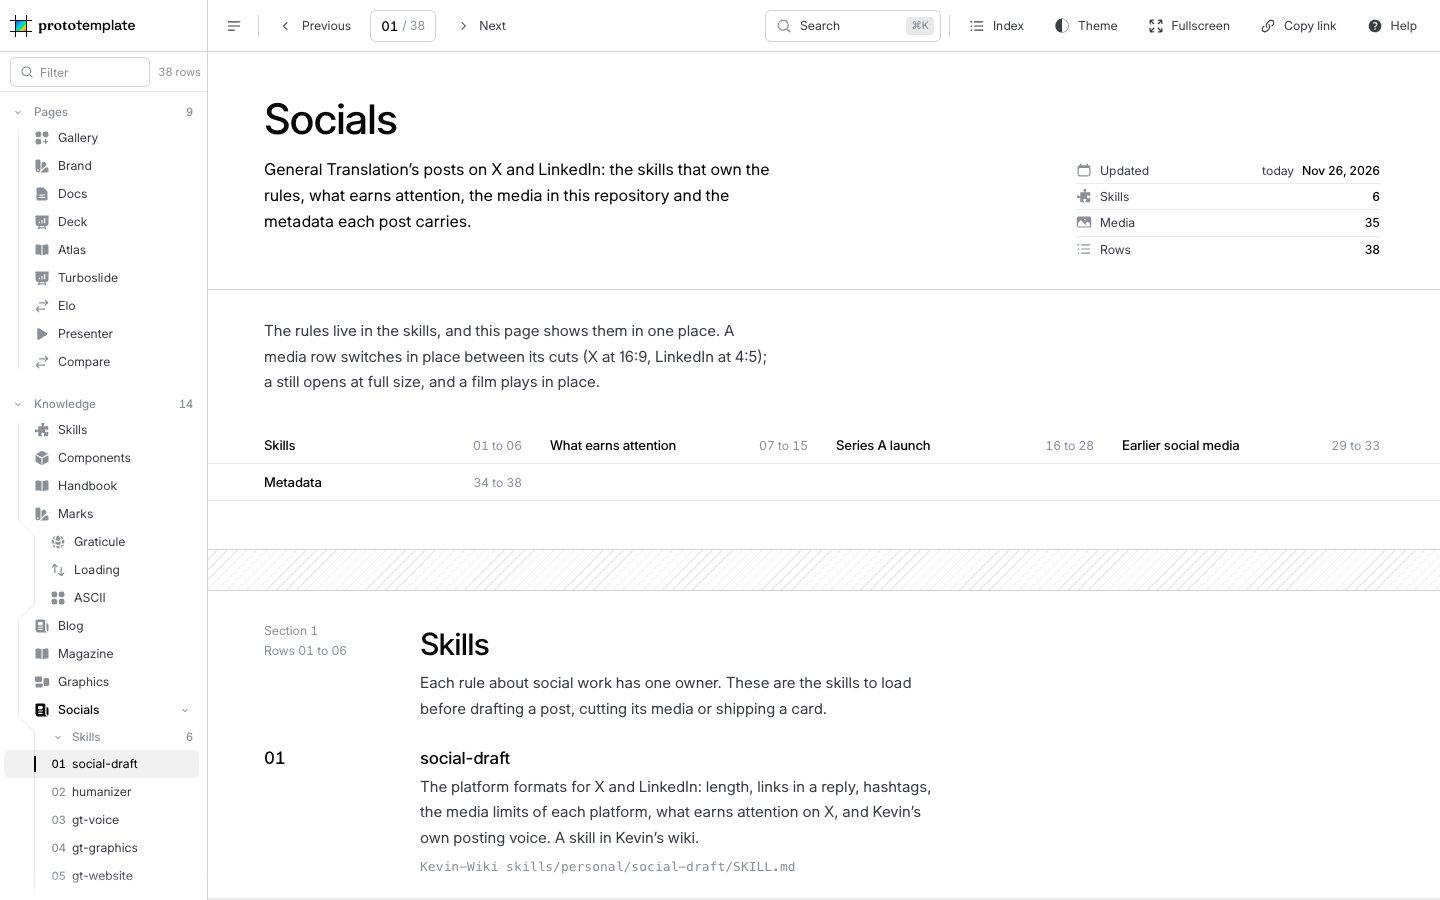 prototemplate
Previous
01 / 38
Next
Search
⌘K
Index
Theme
Fullscreen
Copy link
Help
Filter
38 rows
Pages 9
Gallery
Brand
Docs
Deck
Atlas
Turboslide
Elo
Presenter
Compare
Knowledge 14
Skills
Components
Handbook
Marks
Graticule
Loading
ASCII
Blog
Magazine
Graphics
Socials
Skills 6
01 social-draft
02 humanizer
03 gt-voice
04 gt-graphics
05 gt-website
Socials
General Translation’s posts on X and LinkedIn: the skills that own the
rules, what earns attention, the media in this repository and the
metadata each post carries.
Updated today Nov 26, 2026
Skills 6
Media 35
Rows 38
The rules live in the skills, and this page shows them in one place. A
media row switches in place between its cuts (X at 16:9, LinkedIn at 4:5);
a still opens at full size, and a film plays in place.
Skills 01 to 06
What earns attention 07 to 15
Series A launch 16 to 28
Earlier social media 29 to 33
Metadata 34 to 38
Section 1
Rows 01 to 06
Skills
Each rule about social work has one owner. These are the skills to load
before drafting a post, cutting its media or shipping a card.
01
social-draft
The platform formats for X and LinkedIn: length, links in a reply, hashtags,
the media limits of each platform, what earns attention on X, and Kevin’s
own posting voice. A skill in Kevin’s wiki.
Kevin-Wiki skills/personal/social-draft/SKILL.md